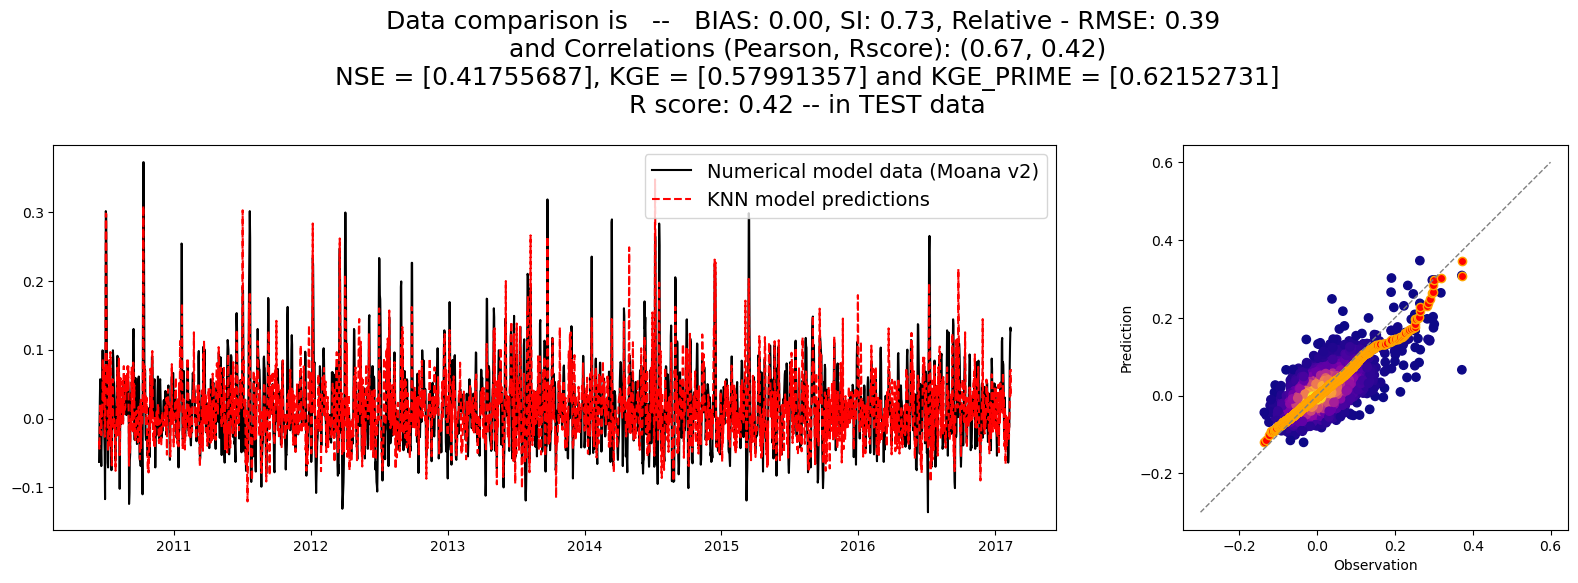 Data comparison is   --   BIAS: 0.00, SI: 0.73, Relative - RMSE: 0.39
and Correlations (Pearson, Rscore): (0.67, 0.42)
NSE = [0.41755687], KGE = [0.57991357] and KGE_PRIME = [0.62152731]
R score: 0.42 -- in TEST data
Numerical model data (Moana v2)
KNN model predictions
0.3
0.2
0.1
0.0
−0.1
2011 2012 2013 2014 2015 2016 2017
Prediction
0.6
0.4
0.2
0.0
−0.2
−0.2 0.0 0.2 0.4 0.6
Observation